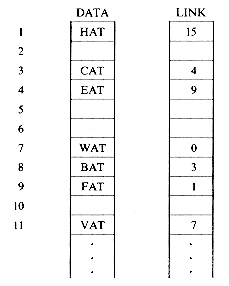 DATA LINK
1 HAT 15
2
3 CAT 4
4 EAT 9
5
6
7 WAT 0
8 BAT 3
9 FAT 1
10
11 VAT 7